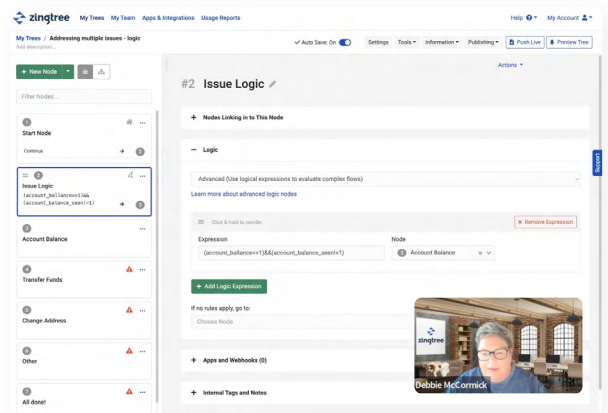 zingtree My Trees My Team Apps & Integrations Usage Reports Help My Account
My Trees / Addressing multiple issues - logic
Add description...
Auto Save: On Settings Tools Information Publishing Push Live Preview Tree
+ New Node
Actions
Filter Nodes...
#2 Issue Logic
1
Start Node
Continue → 2
+ Nodes Linking in to This Node
− Logic
2
Issue Logic
(account_ballance==1)&&
(account_balance_seen!=1) → 3
Advanced (Use logical expressions to evaluate complex flows)
Learn more about advanced logic nodes
Support
Click & hold to reorder
× Remove Expression
3
Account Balance
Expression Node
(account_ballance==1)&&(account_balance_seen!=1) 3 Account Balance
4
Transfer Funds
+ Add Logic Expression
If no rules apply, go to:
Choose Node
5
Change Address
6
Other
+ Apps and Webhooks (0)
zingtree
Debbie McCormick
7
All done!
+ Internal Tags and Notes